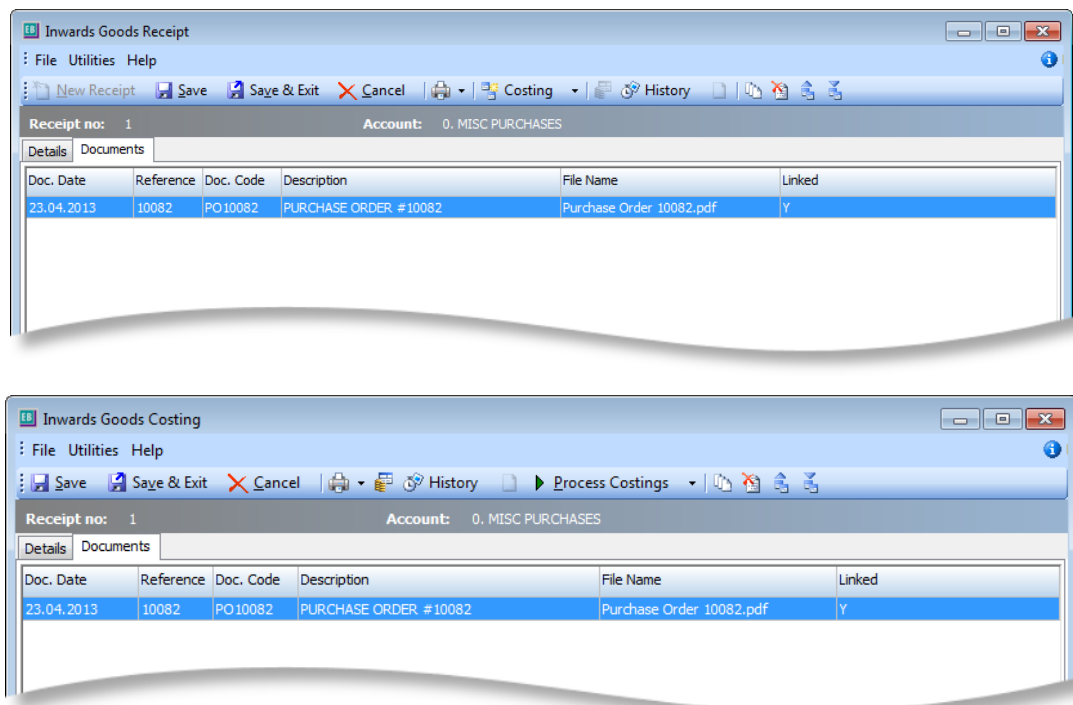 EB Inwards Goods Receipt
File Utilities Help
New Receipt Save Save & Exit Cancel Costing History
Receipt no: 1 Account: 0. MISC PURCHASES
Details Documents
Doc. Date Reference Doc. Code Description File Name Linked
23.04.2013 10082 PO10082 PURCHASE ORDER #10082 Purchase Order 10082.pdf Y
EB Inwards Goods Costing
File Utilities Help
Save Save & Exit Cancel History Process Costings
Receipt no: 1 Account: 0. MISC PURCHASES
Details Documents
Doc. Date Reference Doc. Code Description File Name Linked
23.04.2013 10082 PO10082 PURCHASE ORDER #10082 Purchase Order 10082.pdf Y